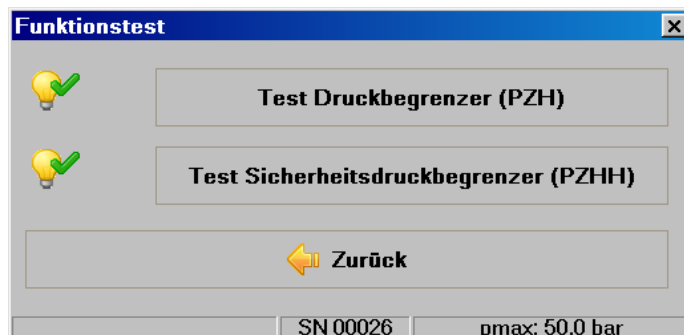 Funktionstest
Test Druckbegrenzer (PZH)
Test Sicherheitsdruckbegrenzer (PZHH)
Zurück
SN 00026 pmax: 50.0 bar